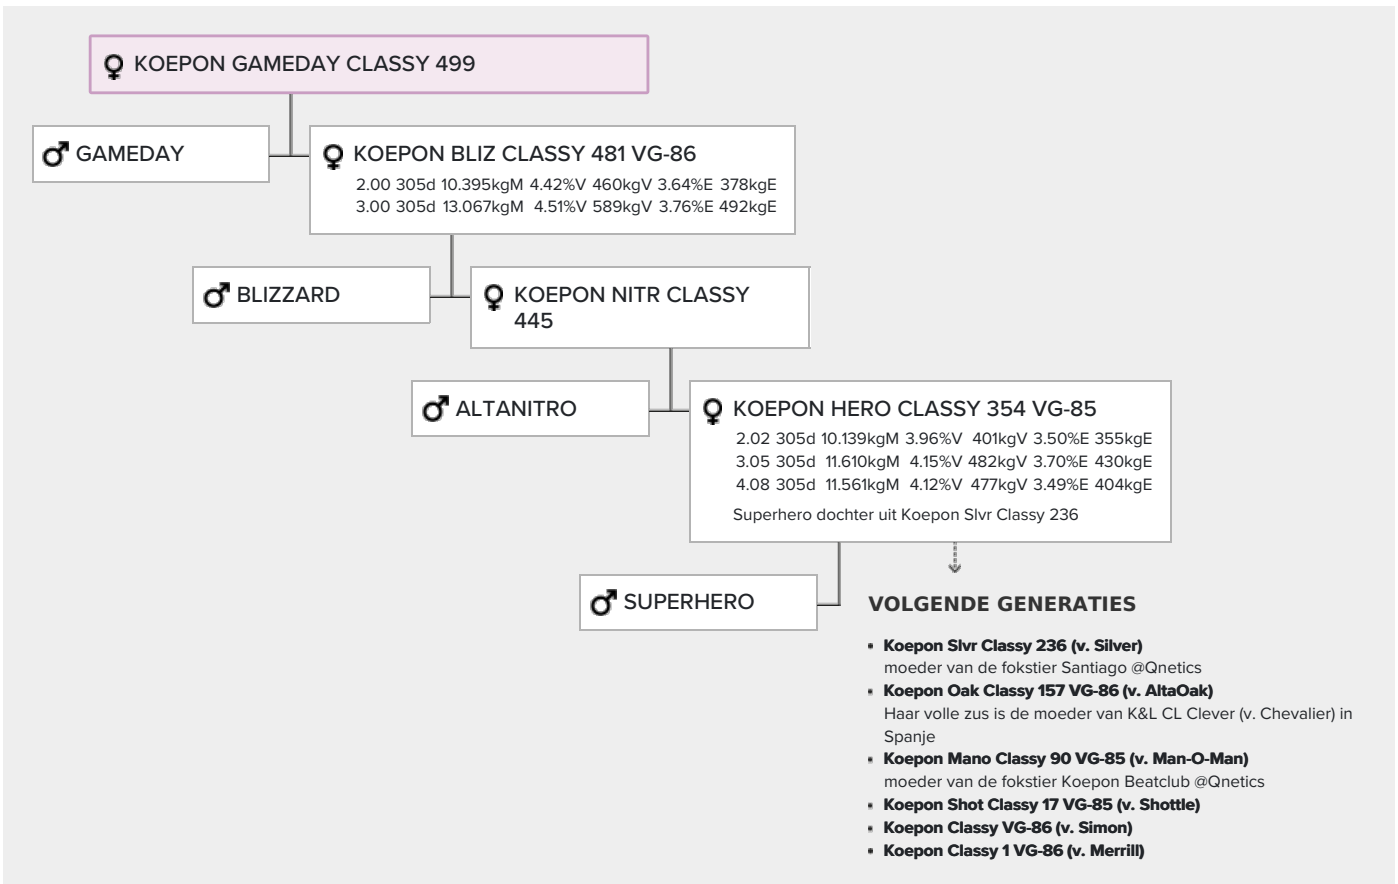 KOEPON GAMEDAY CLASSY 499
GAMEDAY
KOEPON BLIZ CLASSY 481 VG-86
2.00 305d 10.395kgM 4.42%V 460kgV 3.64%E 378kgE
3.00 305d 13.067kgM 4.51%V 589kgV 3.76%E 492kgE
BLIZZARD
KOEPON NITR CLASSY
445
ALTANITRO
KOEPON HERO CLASSY 354 VG-85
2.02 305d 10.139kgM 3.96%V 401kgV 3.50%E 355kgE
3.05 305d 11.610kgM 4.15%V 482kgV 3.70%E 430kgE
4.08 305d 11.561kgM 4.12%V 477kgV 3.49%E 404kgE
Superhero dochter uit Koepon Slvr Classy 236
SUPERHERO
VOLGENDE GENERATIES
Koepon Slvr Classy 236 (v. Silver)
moeder van de fokstier Santiago @Qnetics
Koepon Oak Classy 157 VG-86 (v. AltaOak)
Haar volle zus is de moeder van K&L CL Clever (v. Chevalier) in
Spanje
Koepon Mano Classy 90 VG-85 (v. Man-O-Man)
moeder van de fokstier Koepon Beatclub @Qnetics
Koepon Shot Classy 17 VG-85 (v. Shottle)
Koepon Classy VG-86 (v. Simon)
Koepon Classy 1 VG-86 (v. Merrill)